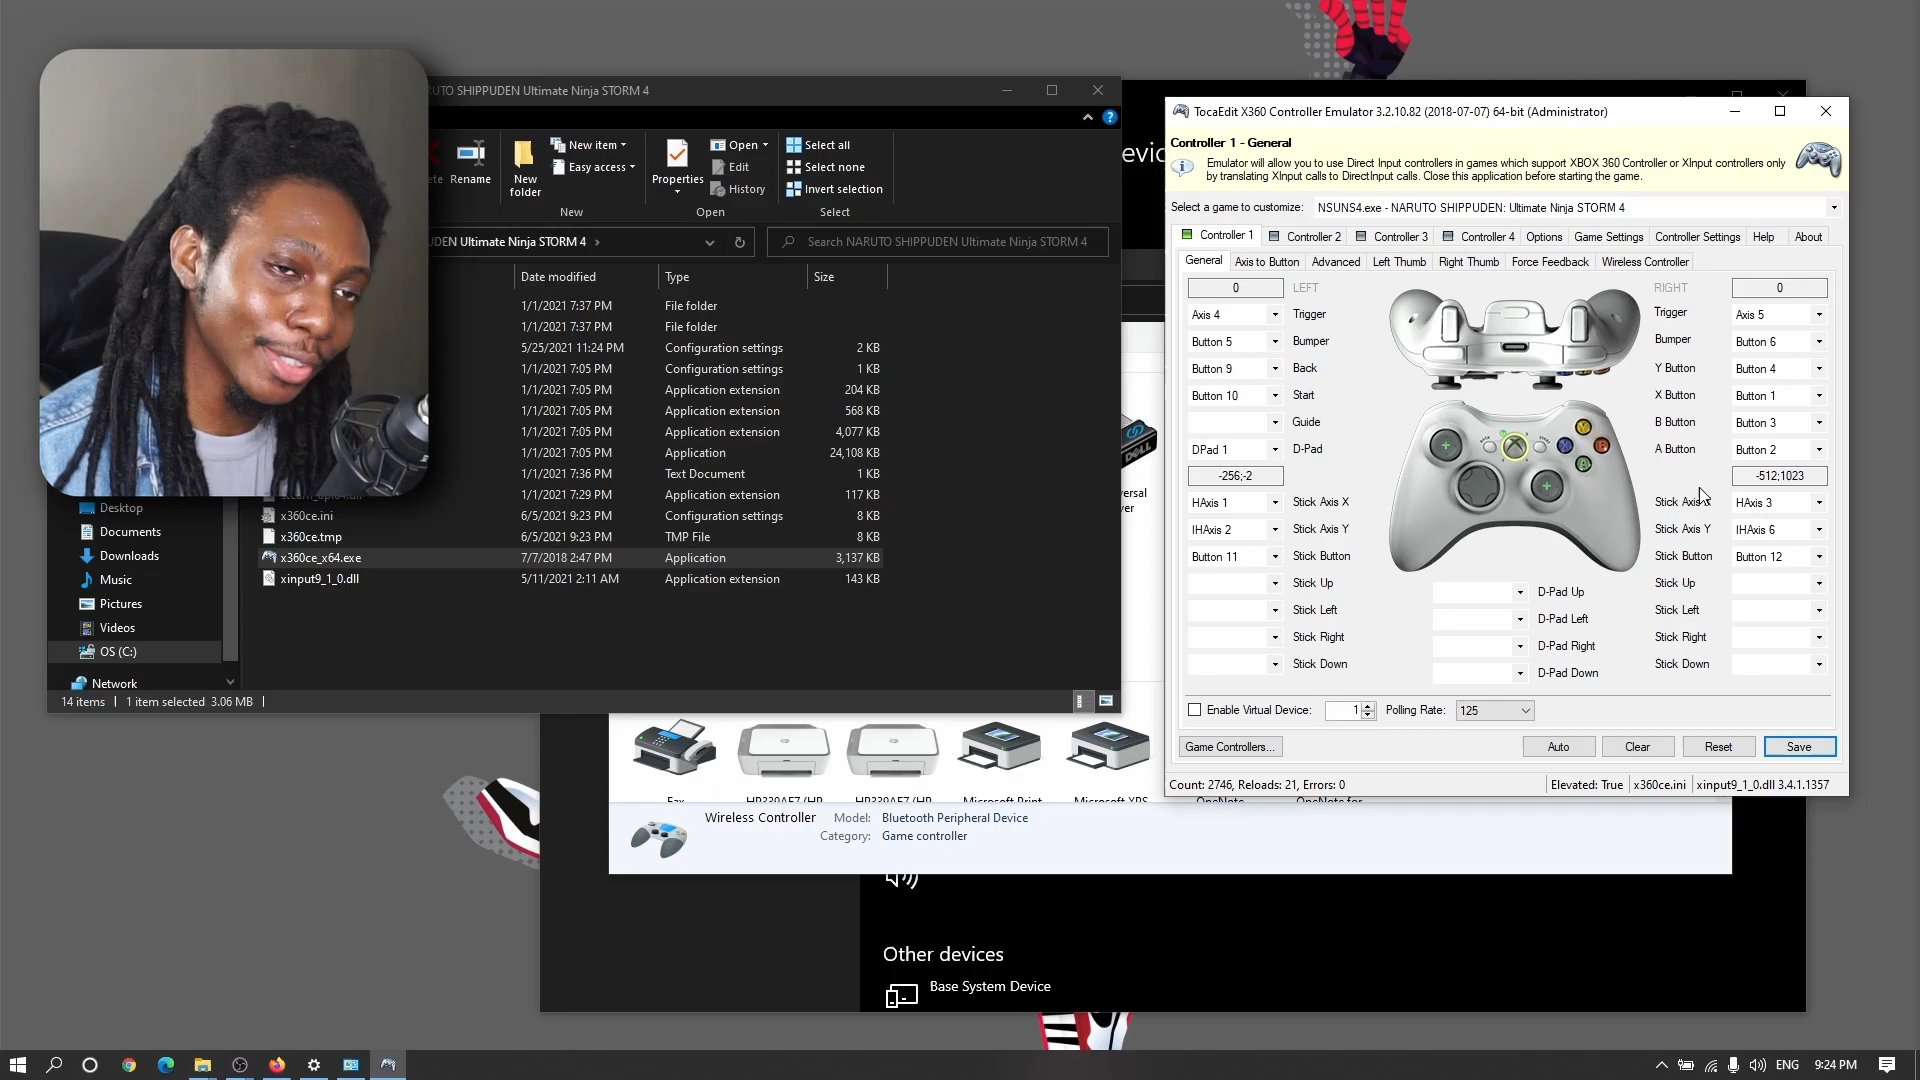 UTO SHIPPUDEN Ultimate Ninja STORM 4
Rename
New folder
New item
Easy access
New
Properties
Open
Edit
History
Open
Select all
Select none
Invert selection
Select
UDEN Ultimate Ninja STORM 4
Search NARUTO SHIPPUDEN Ultimate Ninja STORM 4
Date modified Type Size
1/1/2021 7:37 PM File folder
1/1/2021 7:37 PM File folder
5/25/2021 11:24 PM Configuration settings 2 KB
1/1/2021 7:05 PM Configuration settings 1 KB
1/1/2021 7:05 PM Application extension 204 KB
1/1/2021 7:05 PM Application extension 568 KB
1/1/2021 7:05 PM Application extension 4,077 KB
1/1/2021 7:05 PM Application 24,108 KB
1/1/2021 7:36 PM Text Document 1 KB
1/1/2021 7:29 PM Application extension 117 KB
x360ce.ini 6/5/2021 9:23 PM Configuration settings 8 KB
x360ce.tmp 6/5/2021 9:23 PM TMP File 8 KB
x360ce_x64.exe 7/7/2018 2:47 PM Application 3,137 KB
xinput9_1_0.dll 5/11/2021 2:11 AM Application extension 143 KB
Desktop
Documents
Downloads
Music
Pictures
Videos
OS (C:)
Network
14 items | 1 item selected 3.06 MB |
TocaEdit X360 Controller Emulator 3.2.10.82 (2018-07-07) 64-bit (Administrator)
Controller 1 - General
Emulator will allow you to use Direct Input controllers in games which support XBOX 360 Controller or XInput controllers only
by translating XInput calls to DirectInput calls. Close this application before starting the game.
Select a game to customize: NSUNS4.exe - NARUTO SHIPPUDEN: Ultimate Ninja STORM 4
Controller 1 Controller 2 Controller 3 Controller 4 Options Game Settings Controller Settings Help About
General Axis to Button Advanced Left Thumb Right Thumb Force Feedback Wireless Controller
0 LEFT RIGHT 0
Axis 4 Trigger Trigger Axis 5
Button 5 Bumper Bumper Button 6
Button 9 Back Y Button Button 4
Button 10 Start X Button Button 1
Guide B Button Button 3
DPad 1 D-Pad A Button Button 2
-256;-2 -512;1023
HAxis 1 Stick Axis X Stick Axis HAxis 3
IHAxis 2 Stick Axis Y Stick Axis Y IHAxis 6
Button 11 Stick Button Stick Button Button 12
Stick Up D-Pad Up Stick Up
Stick Left D-Pad Left Stick Left
Stick Right D-Pad Right Stick Right
Stick Down D-Pad Down Stick Down
Enable Virtual Device: 1 Polling Rate: 125
Game Controllers... Auto Clear Reset Save
Count: 2746, Reloads: 21, Errors: 0 Elevated: True x360ce.ini xinput9_1_0.dll 3.4.1.1357
DELL
Fax
Wireless Controller Model: Bluetooth Peripheral Device
Category: Game controller
Other devices
Base System Device
ENG 9:24 PM